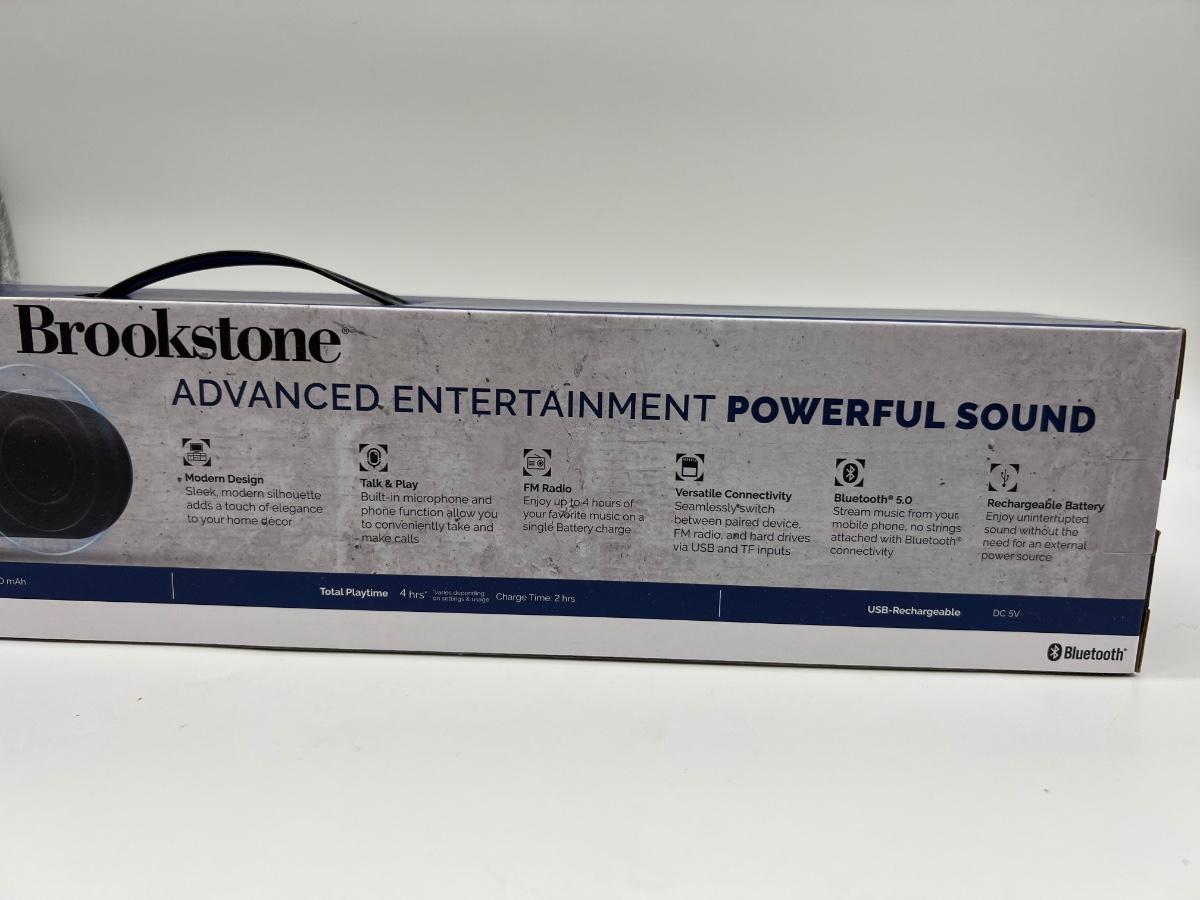 Brookstone®
ADVANCED ENTERTAINMENT POWERFUL SOUND
Modern Design
Sleek, modern silhouette
adds a touch of elegance
to your home décor
Talk & Play
Built-in microphone and
phone function allow you
to conveniently take and
make calls
FM Radio
Enjoy up to 4 hours of
your favorite music on a
single Battery charge
Versatile Connectivity
Seamlessly switch
between paired device,
FM radio, and hard drives
via USB and TF inputs
Bluetooth® 5.0
Stream music from your
mobile phone, no strings
attached with Bluetooth®
connectivity
Rechargeable Battery
Enjoy uninterrupted
sound without the
need for an external
power source
0 mAh
Total Playtime 4 hrs* *varies depending
on settings & usage
Charge Time: 2 hrs
USB-Rechargeable DC 5V
Bluetooth®